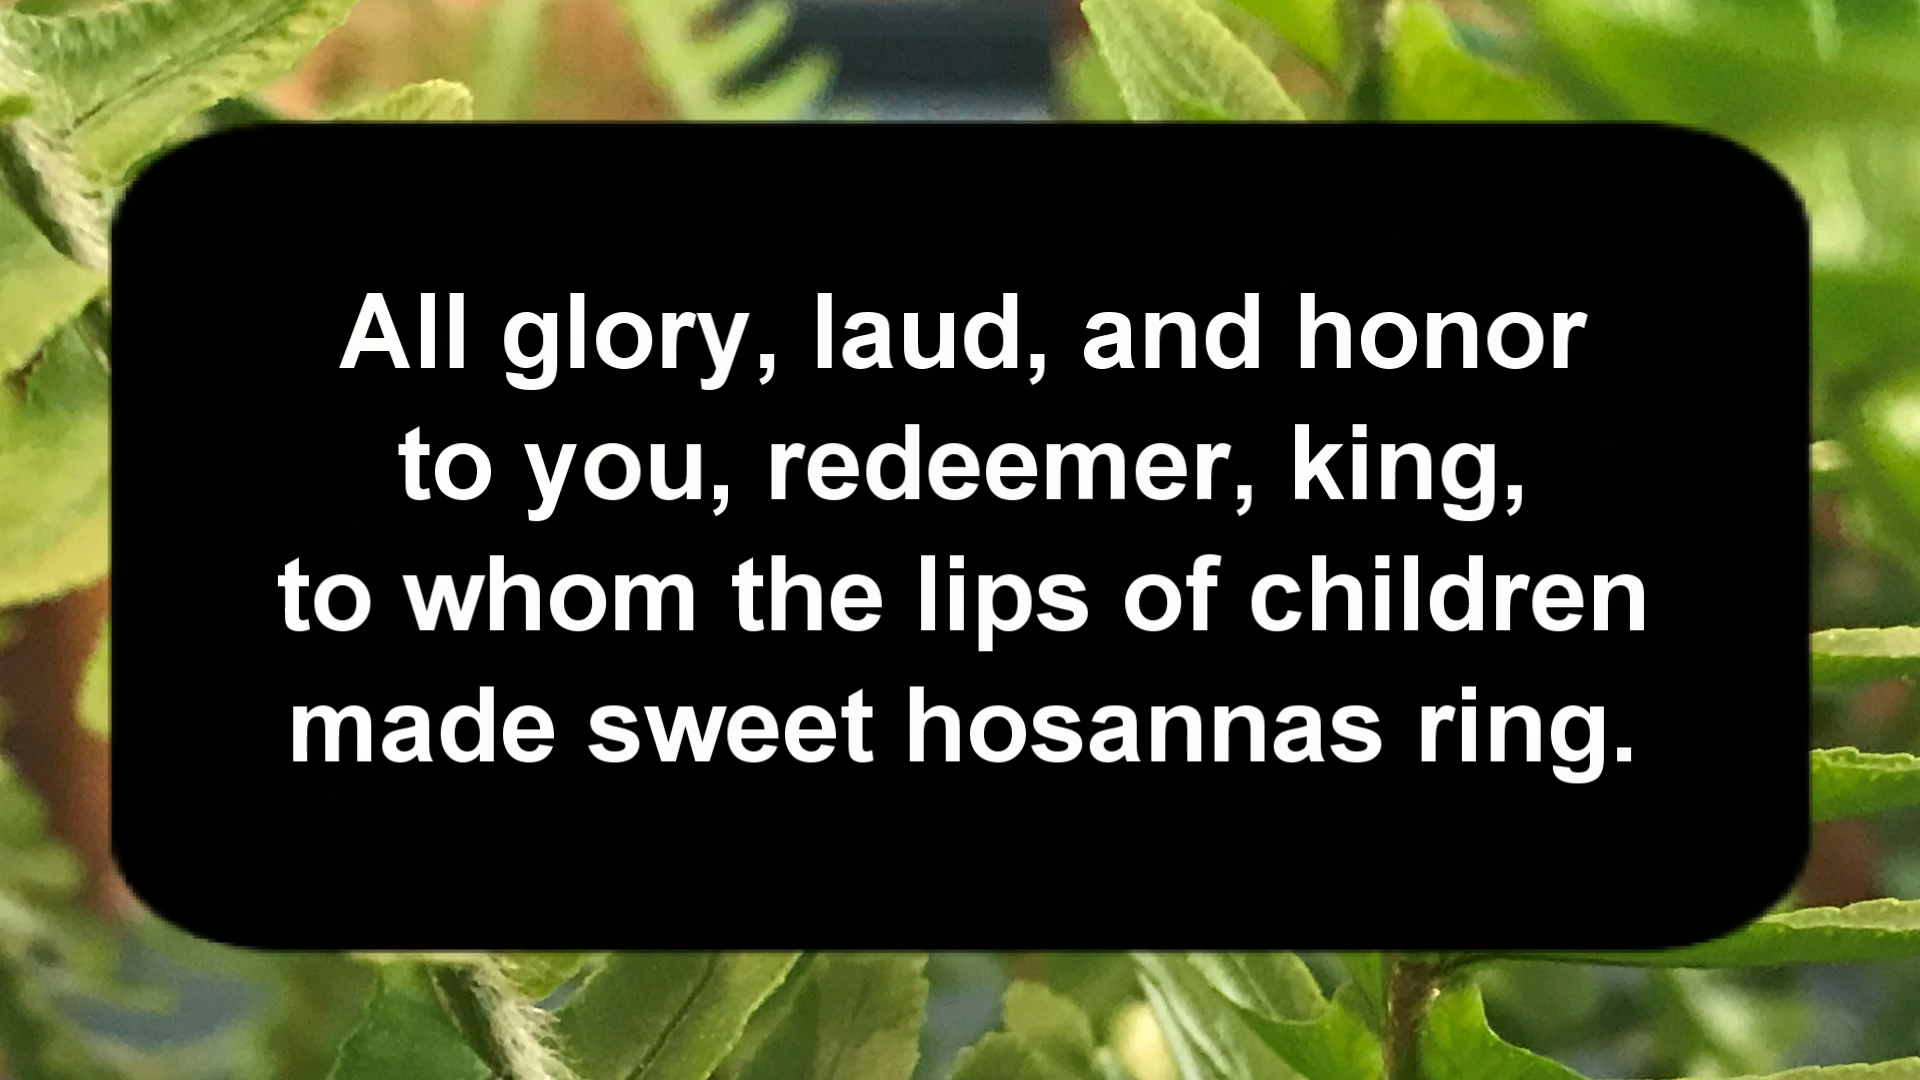 All glory, laud, and honor
to you, redeemer, king,
to whom the lips of children
made sweet hosannas ring.